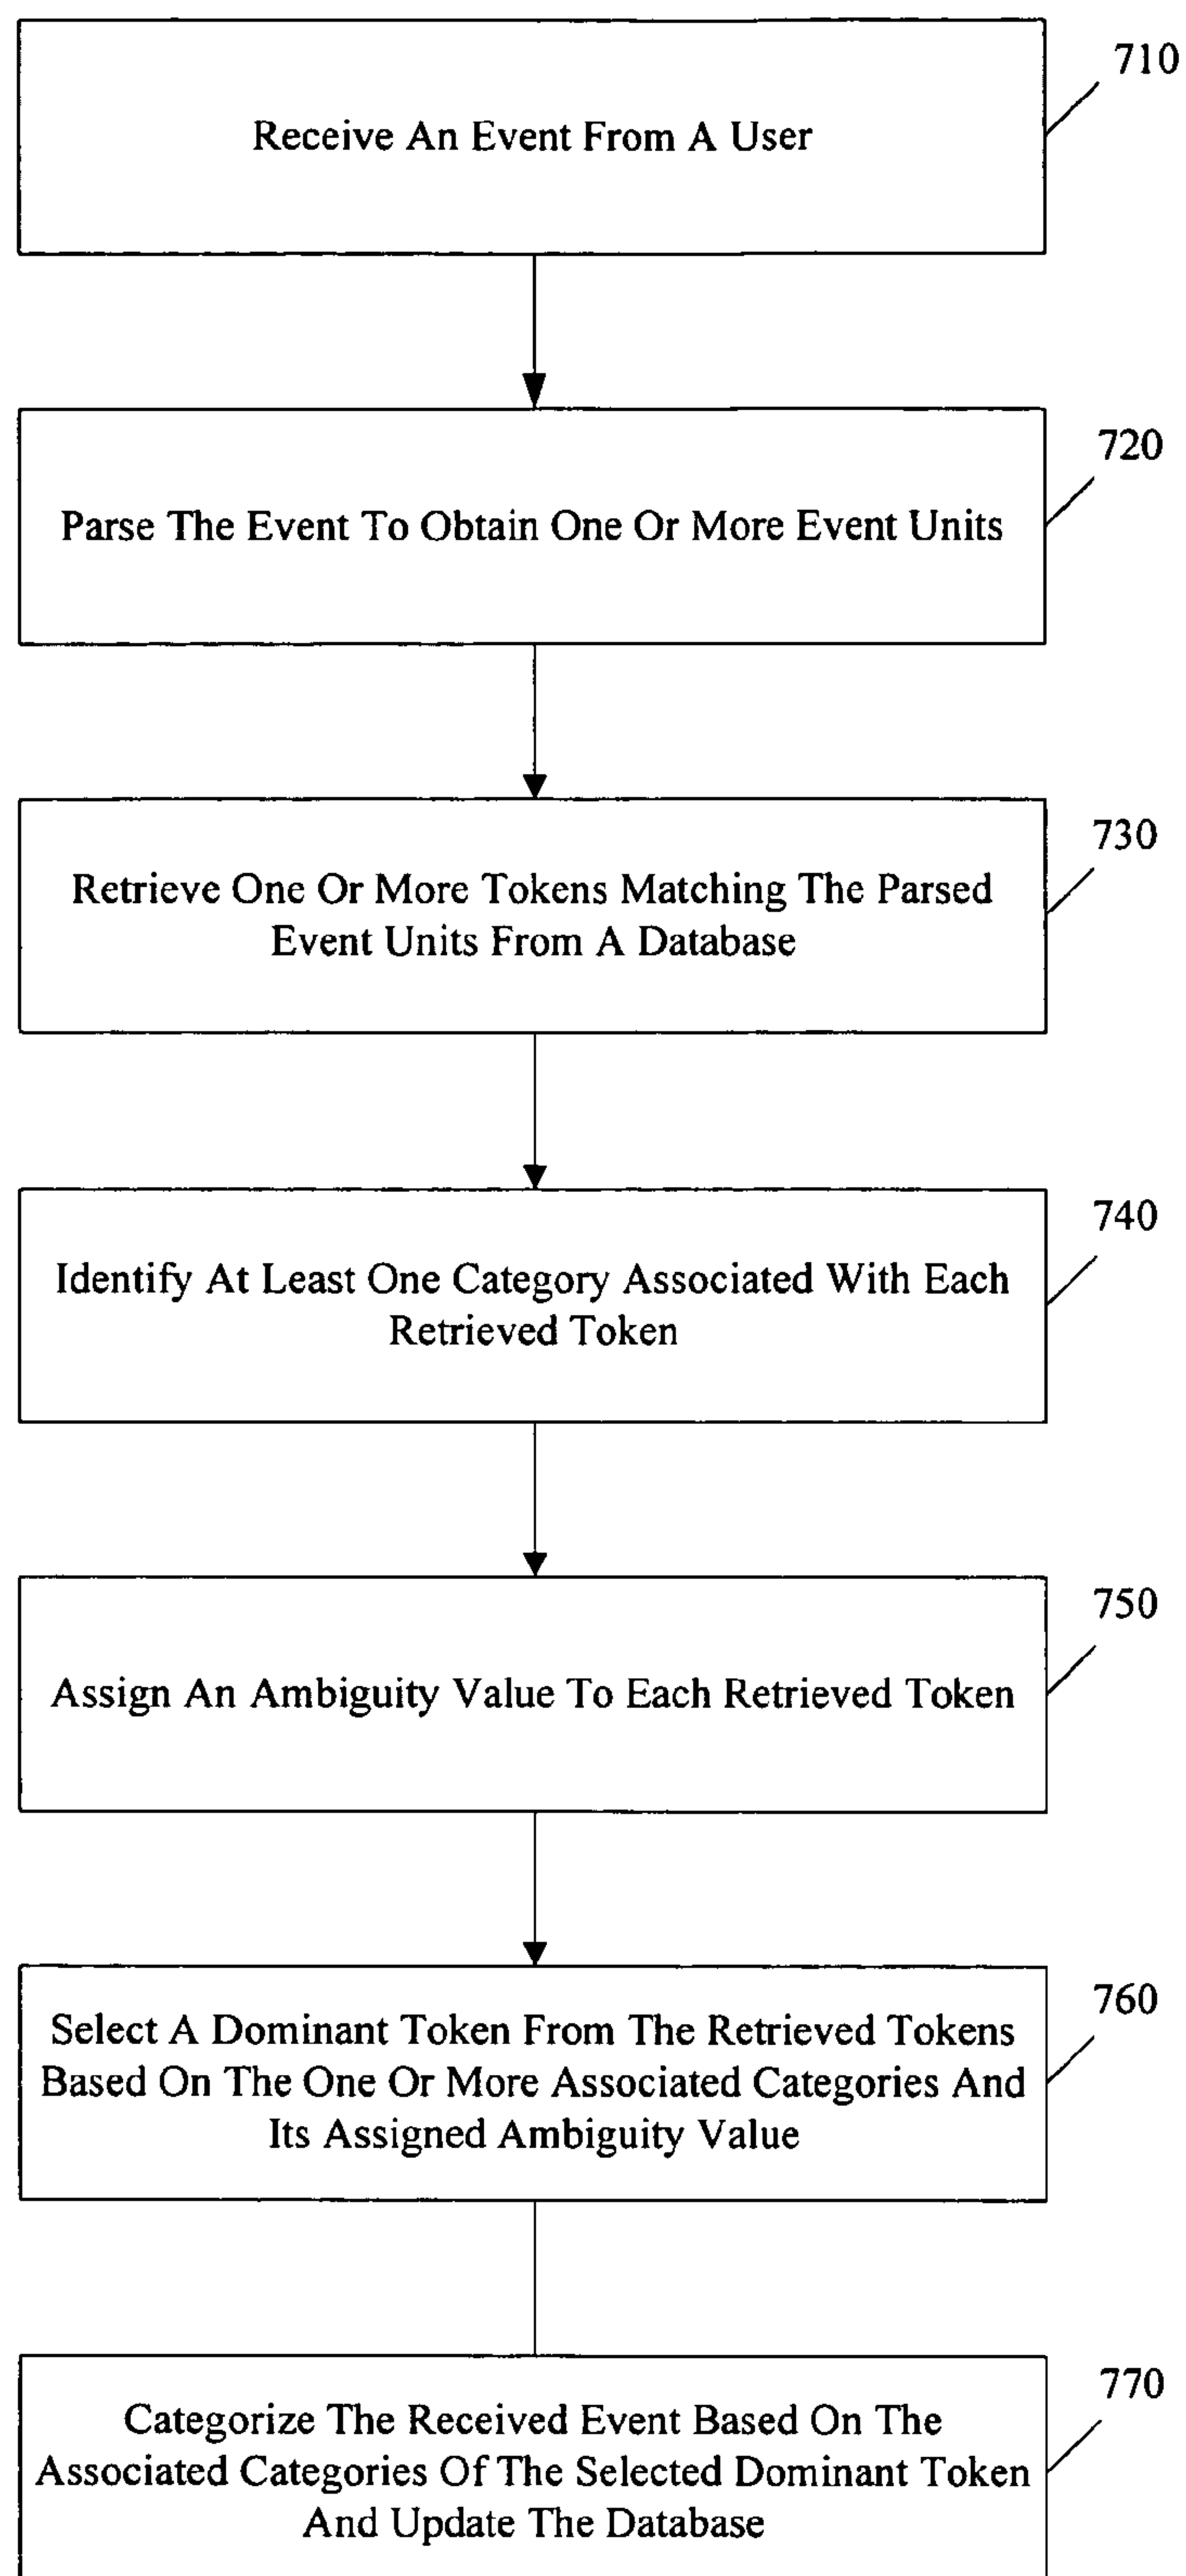 710
Receive An Event From A User
720
Parse The Event To Obtain One Or More Event Units
730
Retrieve One Or More Tokens Matching The Parsed
Event Units From A Database
740
Identify At Least One Category Associated With Each
Retrieved Token
750
Assign An Ambiguity Value To Each Retrieved Token
760
Select A Dominant Token From The Retrieved Tokens
Based On The One Or More Associated Categories And
Its Assigned Ambiguity Value
770
Categorize The Received Event Based On The
Associated Categories Of The Selected Dominant Token
And Update The Database